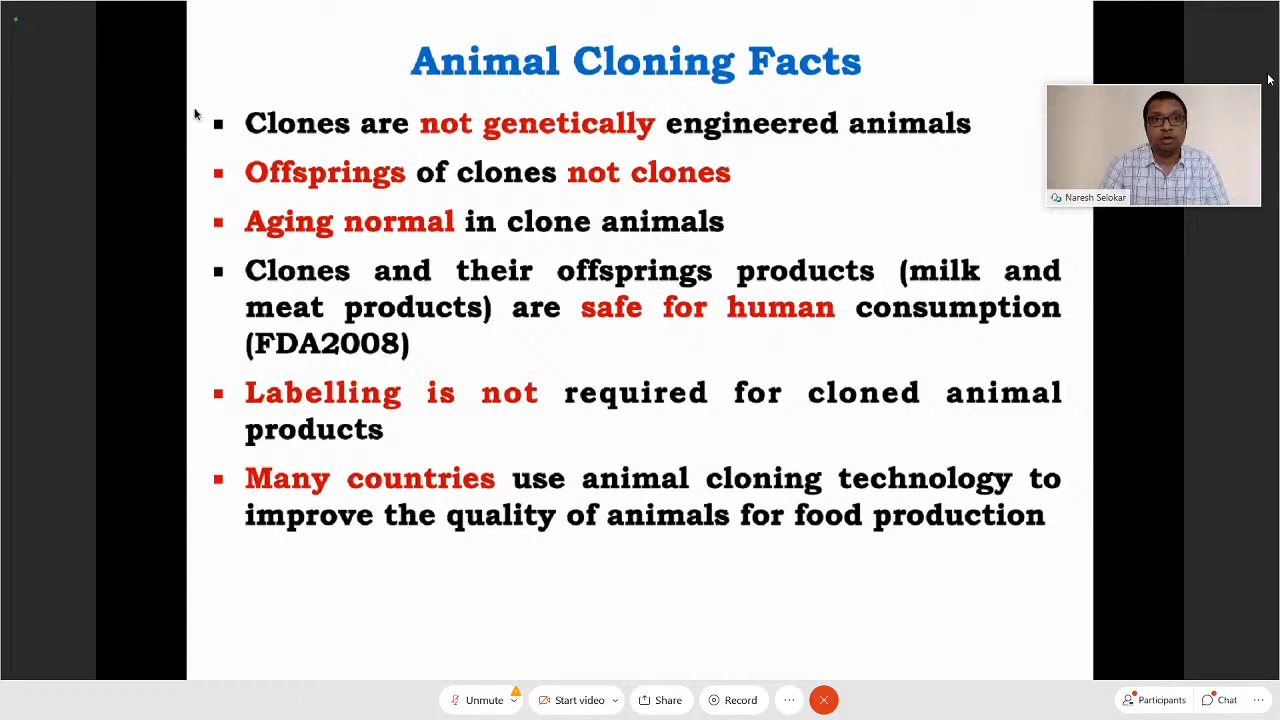 Animal Cloning Facts
Clones are not genetically engineered animals
Offsprings of clones not clones
Aging normal in clone animals
Clones and their offsprings products (milk and
meat products) are safe for human consumption
(FDA2008)
Labelling is not required for cloned animal
products
Many countries use animal cloning technology to
improve the quality of animals for food production
Naresh Selokar
Unmute
Start video
Share
Record
Participants
Chat